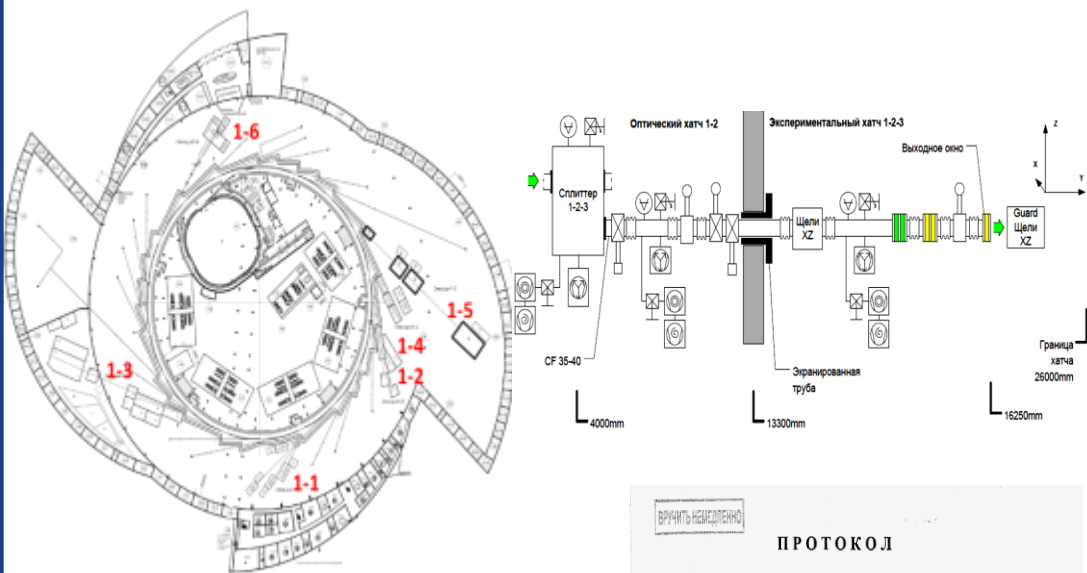 1-6
1-5
1-4
1-2
1-3
1-1
Оптический хатч 1-2
Экспериментальный хатч 1-2-3
Выходное окно
Z
X
Y
Сплиттер
1-2-3
Щели
XZ
Guard
Щели
XZ
CF 35-40
Экранированная
труба
Граница
хатча
26000mm
4000mm
13300mm
16250mm
ВРУЧИТЬ НЕМЕДЛЕННО
ПРОТОКОЛ